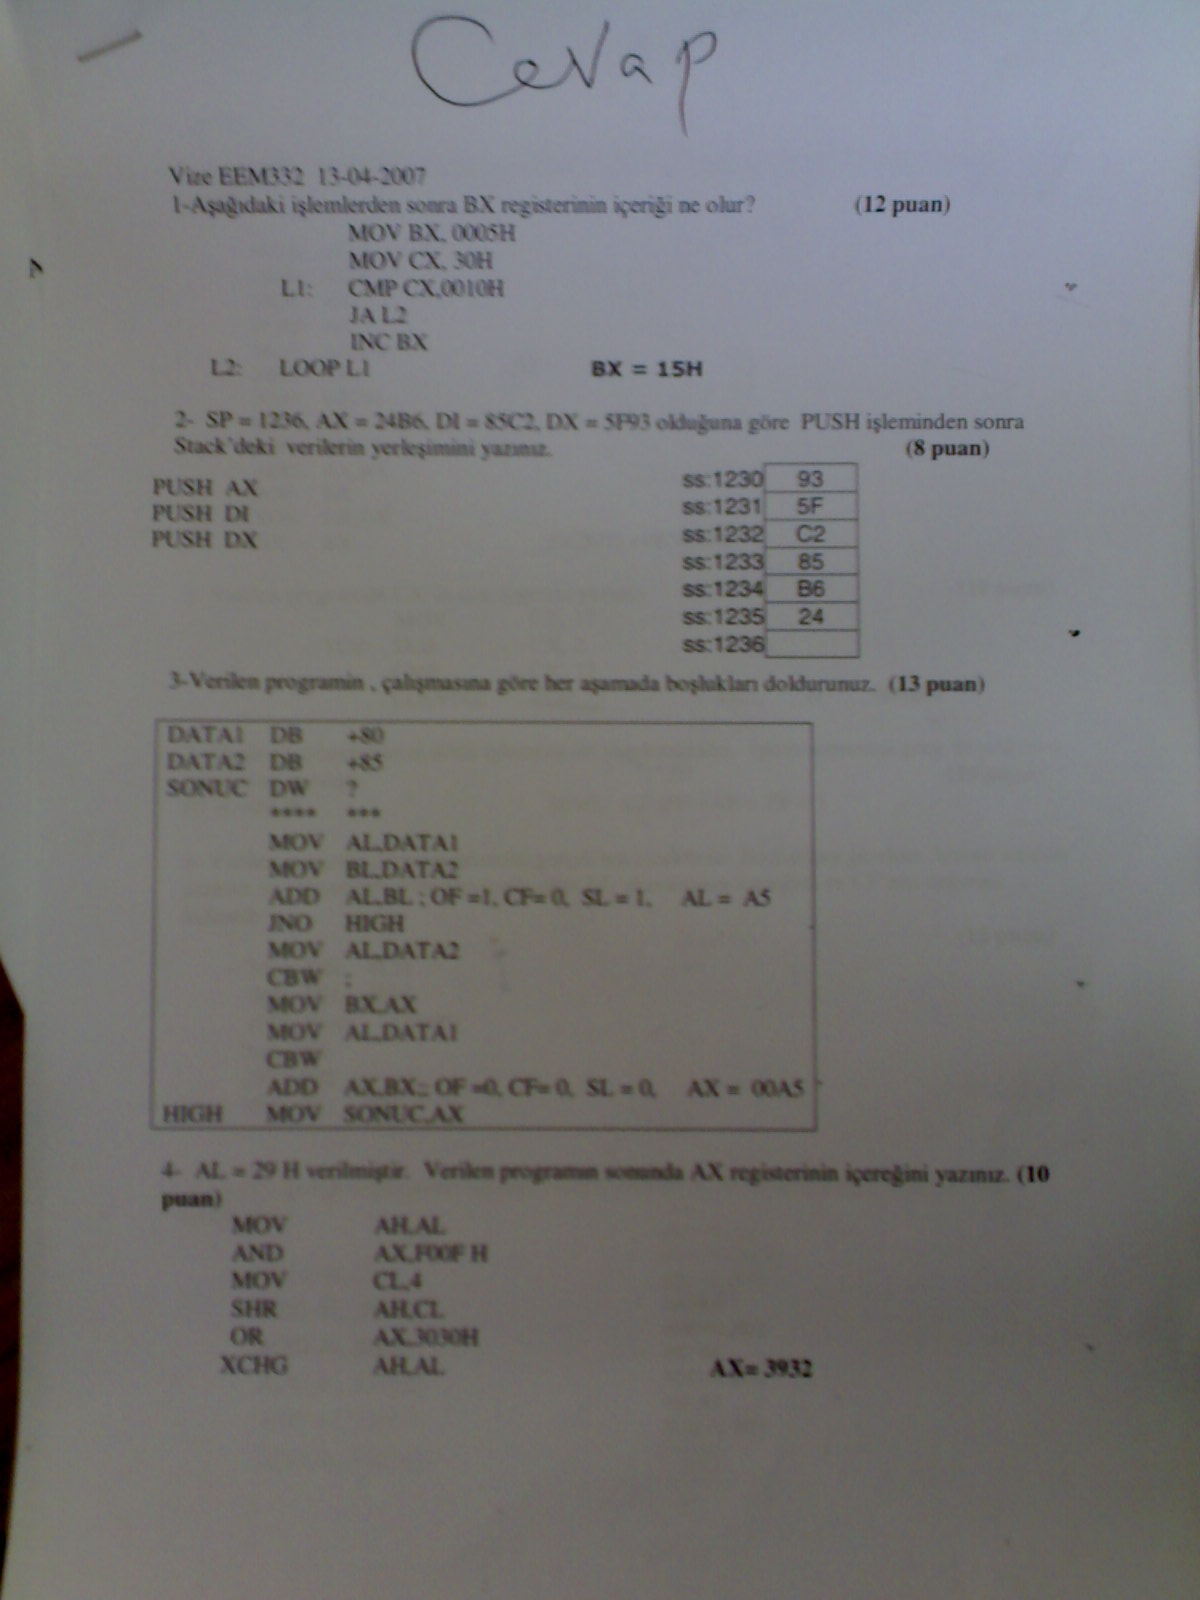 Cevap
Vize EEM332 13-04-2007
1-Aşağıdaki işlemlerden sonra BX registerinin içeriği ne olur? (12 puan)
MOV BX, 0005H
MOV CX, 30H
L1: CMP CX,0010H
JA L2
INC BX
L2: LOOP L1 BX = 15H
2- SP = 1236, AX = 24B6, DI = 85C2, DX = 5F93 olduğuna göre PUSH işleminden sonra
Stack'deki verilerin yerleşimini yazınız. (8 puan)
PUSH AX
PUSH DI
PUSH DX
ss:1230 93
ss:1231 5F
ss:1232 C2
ss:1233 85
ss:1234 B6
ss:1235 24
ss:1236
3-Verilen programin , çalışmasına göre her aşamada boşlukları doldurunuz. (13 puan)
DATA1 DB +80
DATA2 DB +85
SONUC DW ?
**** ***
MOV AL,DATA1
MOV BL,DATA2
ADD AL,BL ; OF =1, CF= 0, SL = 1, AL = A5
JNO HIGH
MOV AL,DATA2
CBW ;
MOV BX,AX
MOV AL,DATA1
CBW
ADD AX,BX;; OF =0, CF= 0, SL = 0, AX = 00A5
HIGH MOV SONUC,AX
4- AL = 29 H verilmiştir. Verilen programın sonunda AX registerinin içereğini yazınız. (10
puan)
MOV AH,AL
AND AX,F00F H
MOV CL,4
SHR AH,CL
OR AX,3030H
XCHG AH,AL AX= 3932